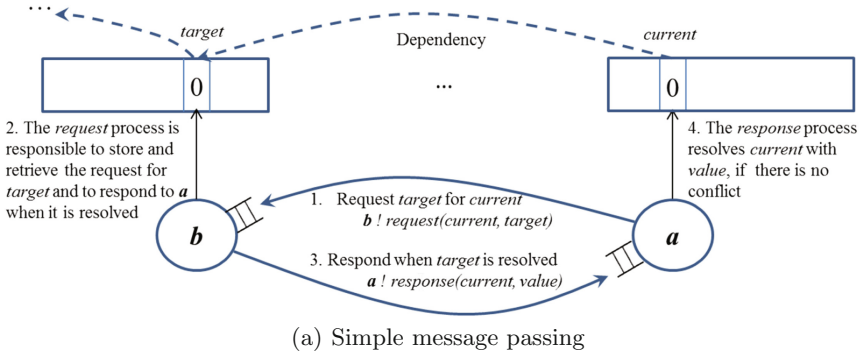 ...
target
current
Dependency
0
...
0
2. The request process is
responsible to store and
retrieve the request for
target and to respond to a
when it is resolved
4. The response process
resolves current with
value, if there is no
conflict
1. Request target for current
b ! request(current, target)
b
a
3. Respond when target is resolved
a ! response(current, value)
(a) Simple message passing